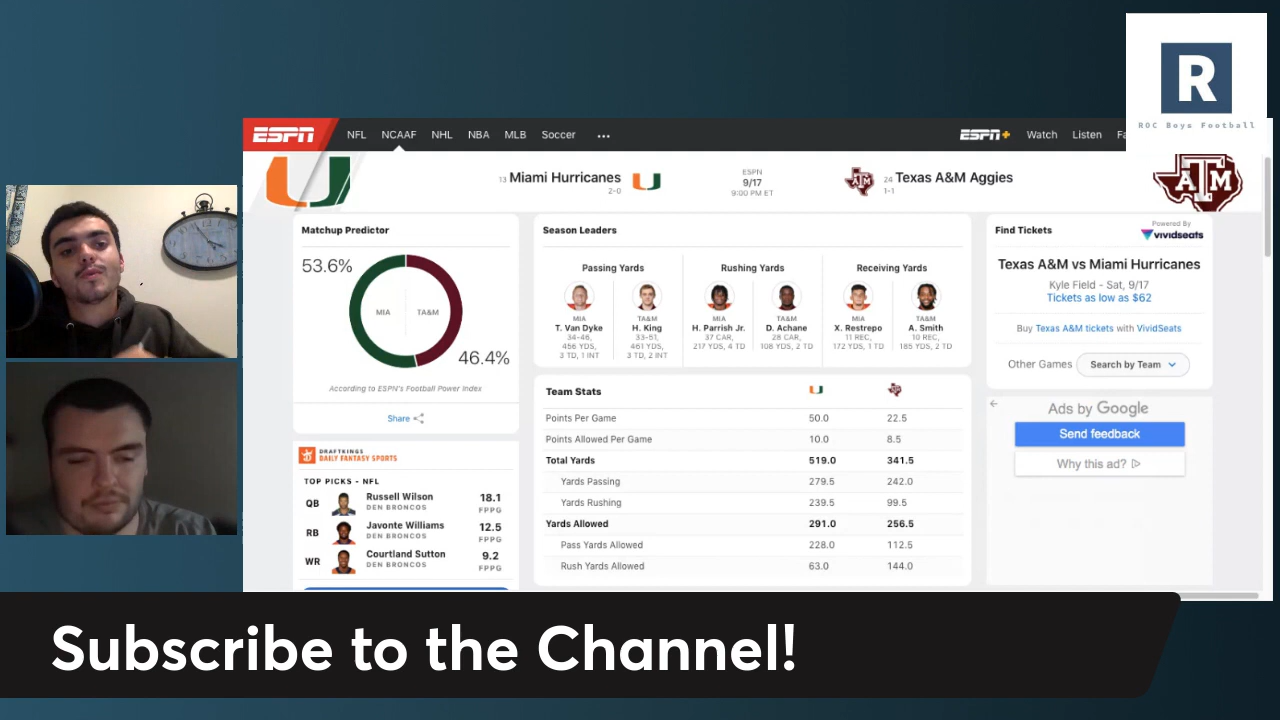 R
ROC Boys Football
ESPN NFL NCAAF NHL NBA MLB Soccer ... ESPN+ Watch Listen Fa
13 Miami Hurricanes
2-0
ESPN
9/17
9:00 PM ET
24 Texas A&M Aggies
1-1
A&M
Matchup Predictor
53.6%
MIA TA&M
46.4%
According to ESPN's Football Power Index
Share
DRAFTKINGS
DAILY FANTASY SPORTS
TOP PICKS - NFL
QB Russell Wilson 18.1
DEN BRONCOS FPPG
RB Javonte Williams 12.5
DEN BRONCOS FPPG
WR Courtland Sutton 9.2
DEN BRONCOS FPPG
Season Leaders
Passing Yards Rushing Yards Receiving Yards
MIA TA&M MIA TA&M MIA TA&M
T. Van Dyke H. King H. Parrish Jr. D. Achane X. Restrepo A. Smith
34-46, 33-51, 37 CAR, 28 CAR, 11 REC, 10 REC,
456 YDS, 461 YDS, 217 YDS, 4 TD 108 YDS, 2 TD 172 YDS, 1 TD 185 YDS, 2 TD
3 TD, 1 INT 3 TD, 2 INT
Team Stats
Points Per Game 50.0 22.5
Points Allowed Per Game 10.0 8.5
Total Yards 519.0 341.5
Yards Passing 279.5 242.0
Yards Rushing 239.5 99.5
Yards Allowed 291.0 256.5
Pass Yards Allowed 228.0 112.5
Rush Yards Allowed 63.0 144.0
Find Tickets
Powered By
vividseats
Texas A&M vs Miami Hurricanes
Kyle Field - Sat, 9/17
Tickets as low as $62
Buy Texas A&M tickets with VividSeats
Other Games Search by Team
Ads by Google
Send feedback
Why this ad?
Subscribe to the Channel!